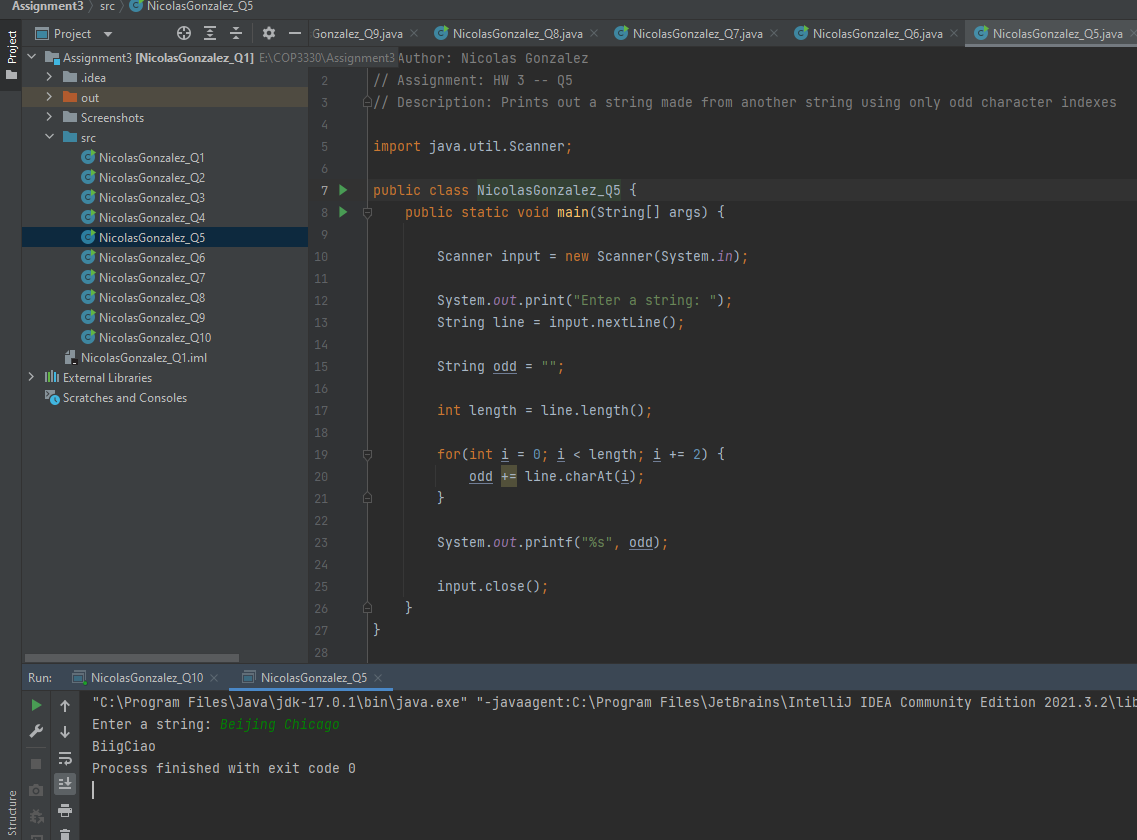 Assignment3 〉 src 〉 NicolasGonzalez_Q5
Project
Project
Gonzalez_Q9.java
NicolasGonzalez_Q8.java
NicolasGonzalez_Q7.java
NicolasGonzalez_Q6.java
NicolasGonzalez_Q5.java
Assignment3 [NicolasGonzalez_Q1] E:\COP3330\Assignment3
.idea
out
Screenshots
src
NicolasGonzalez_Q1
NicolasGonzalez_Q2
NicolasGonzalez_Q3
NicolasGonzalez_Q4
NicolasGonzalez_Q5
NicolasGonzalez_Q6
NicolasGonzalez_Q7
NicolasGonzalez_Q8
NicolasGonzalez_Q9
NicolasGonzalez_Q10
NicolasGonzalez_Q1.iml
External Libraries
Scratches and Consoles
Author: Nicolas Gonzalez
2 // Assignment: HW 3 -- Q5
3 // Description: Prints out a string made from another string using only odd character indexes
4
5 import java.util.Scanner;
6
7 public class NicolasGonzalez_Q5 {
8 public static void main(String[] args) {
9
10 Scanner input = new Scanner(System.in);
11
12 System.out.print("Enter a string: ");
13 String line = input.nextLine();
14
15 String odd = "";
16
17 int length = line.length();
18
19 for(int i = 0; i < length; i += 2) {
20 odd += line.charAt(i);
21 }
22
23 System.out.printf("%s", odd);
24
25 input.close();
26 }
27 }
28
Run:
NicolasGonzalez_Q10
NicolasGonzalez_Q5
"C:\Program Files\Java\jdk-17.0.1\bin\java.exe" "-javaagent:C:\Program Files\JetBrains\IntelliJ IDEA Community Edition 2021.3.2\lib
Enter a string: Beijing Chicago
BiigCiao
Process finished with exit code 0
Structure